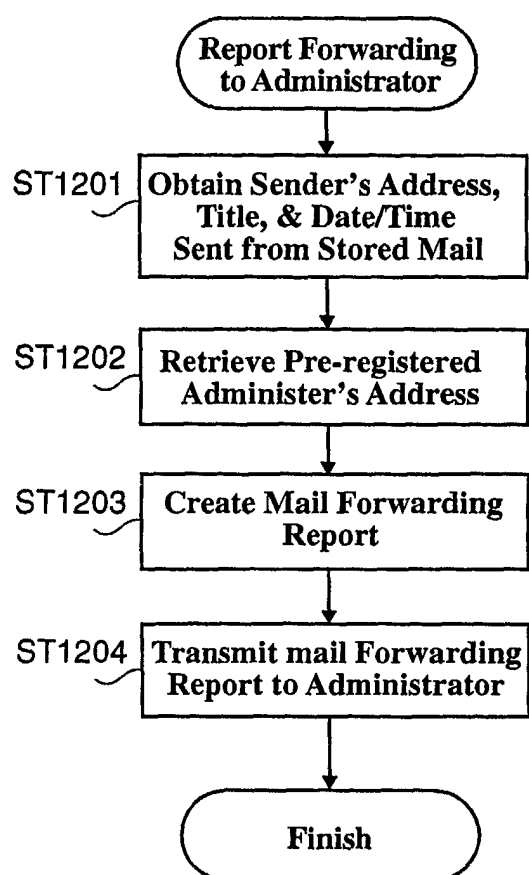 Report Forwarding
to Administrator
ST1201
Obtain Sender's Address,
Title, & Date/Time
Sent from Stored Mail
ST1202
Retrieve Pre-registered
Administer's Address
ST1203
Create Mail Forwarding
Report
ST1204
Transmit mail Forwarding
Report to Administrator
Finish